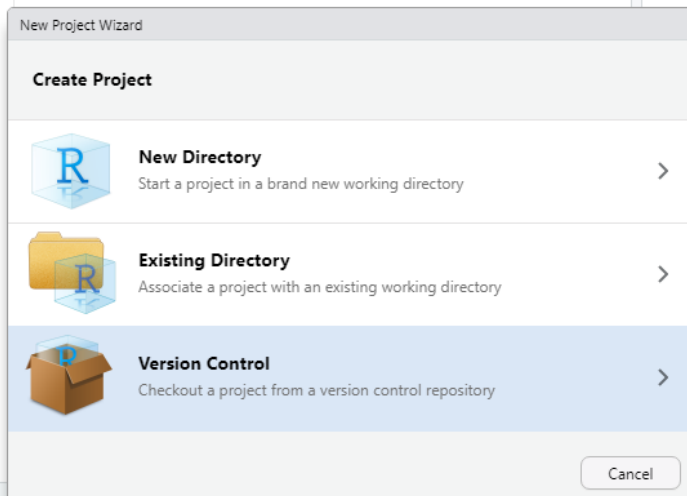 New Project Wizard
Create Project
R
New Directory
Start a project in a brand new working directory
R
Existing Directory
Associate a project with an existing working directory
R
Version Control
Checkout a project from a version control repository
Cancel